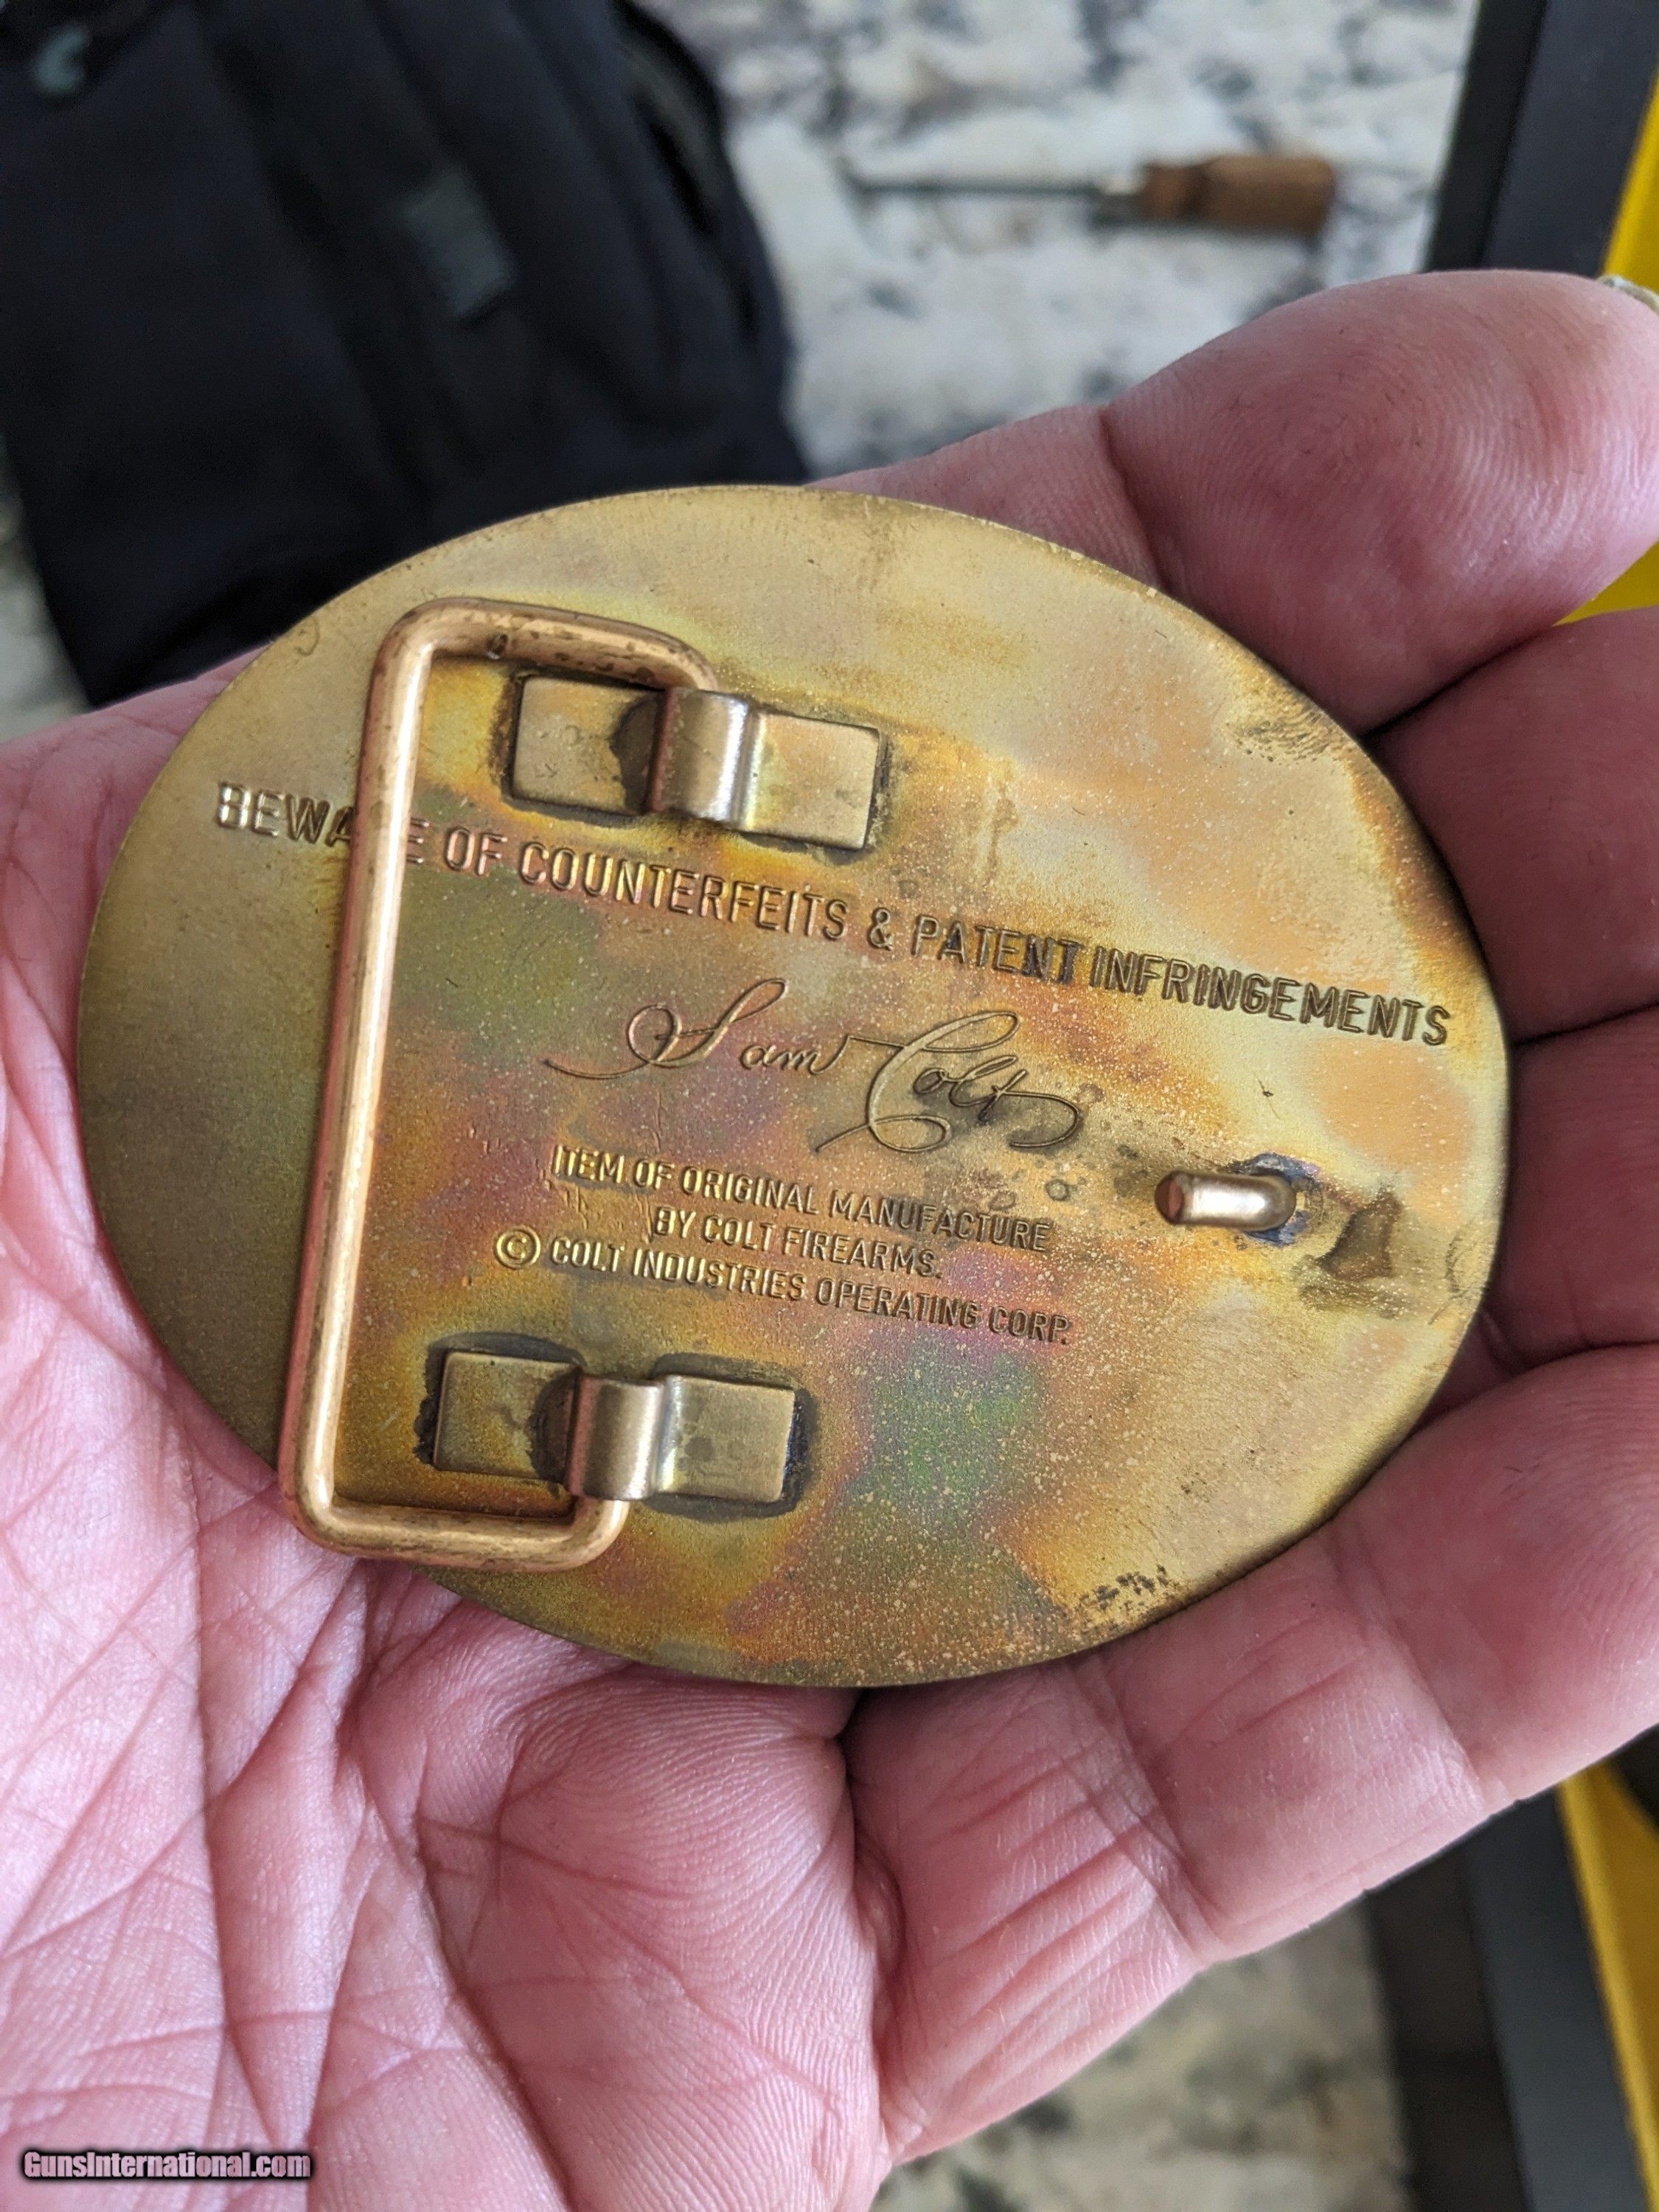 BEWARE OF COUNTERFEITS & PATENT INFRINGEMENTS
Sam Colt
ITEM OF ORIGINAL MANUFACTURE
BY COLT FIREARMS.
© COLT INDUSTRIES OPERATING CORP.
GunsInternational.com